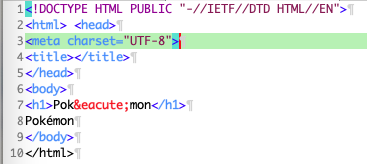 1 <!DOCTYPE HTML PUBLIC "-//IETF//DTD HTML//EN">¶
2 <html> <head>¶
3 <meta charset="UTF-8">¶
4 <title></title>¶
5 </head>¶
6 <body>¶
7 <h1>Pok&eacute;mon</h1>¶
8 Pokémon¶
9 </body>¶
10 </html>¶